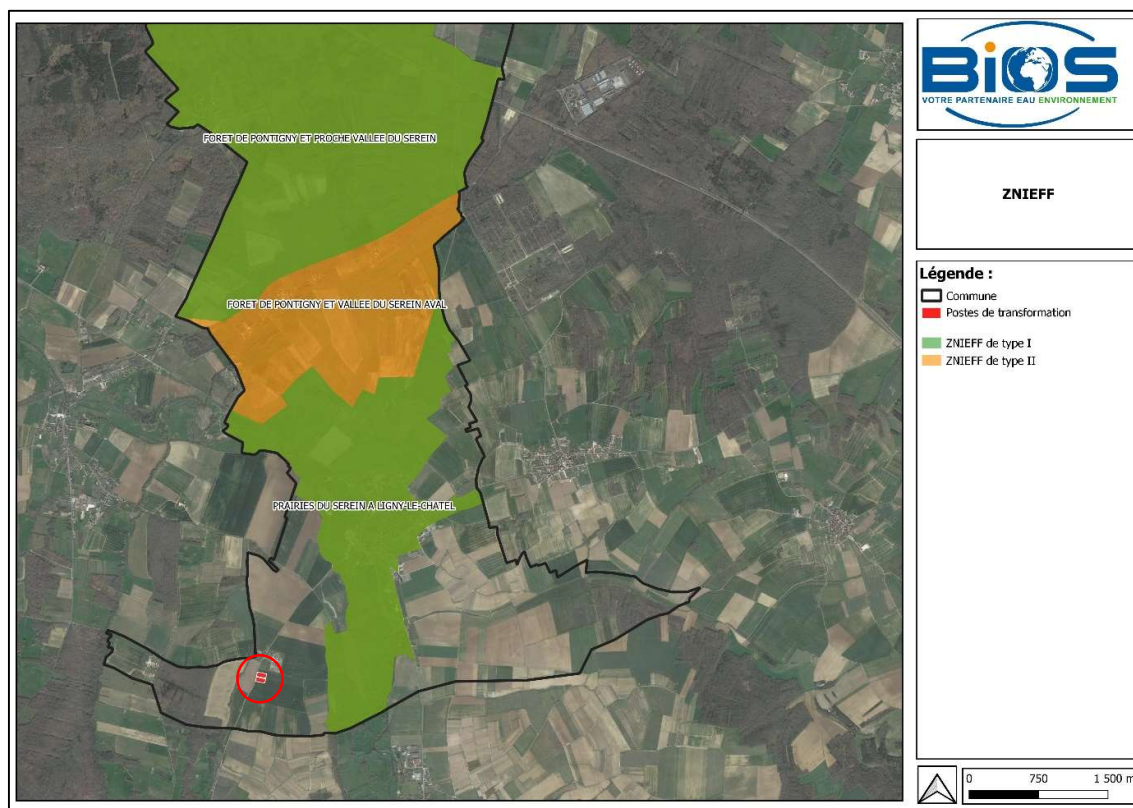 FORET DE PONTIGNY ET PROCHE VALLEE DU SEREIN
FORET DE PONTIGNY ET VALLEE DU SEREIN AVAL
PRAIRIES DU SEREIN A LIGNY-LE-CHATEL
BiOS
VOTRE PARTENAIRE EAU ENVIRONNEMENT
ZNIEFF
Légende :
Commune
Postes de transformation
ZNIEFF de type I
ZNIEFF de type II
0 750 1 500 m